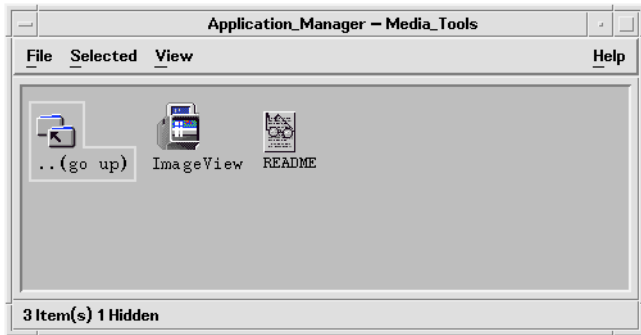 Application_Manager – Media_Tools
File Selected View Help
..(go up) ImageView README
3 Item(s) 1 Hidden